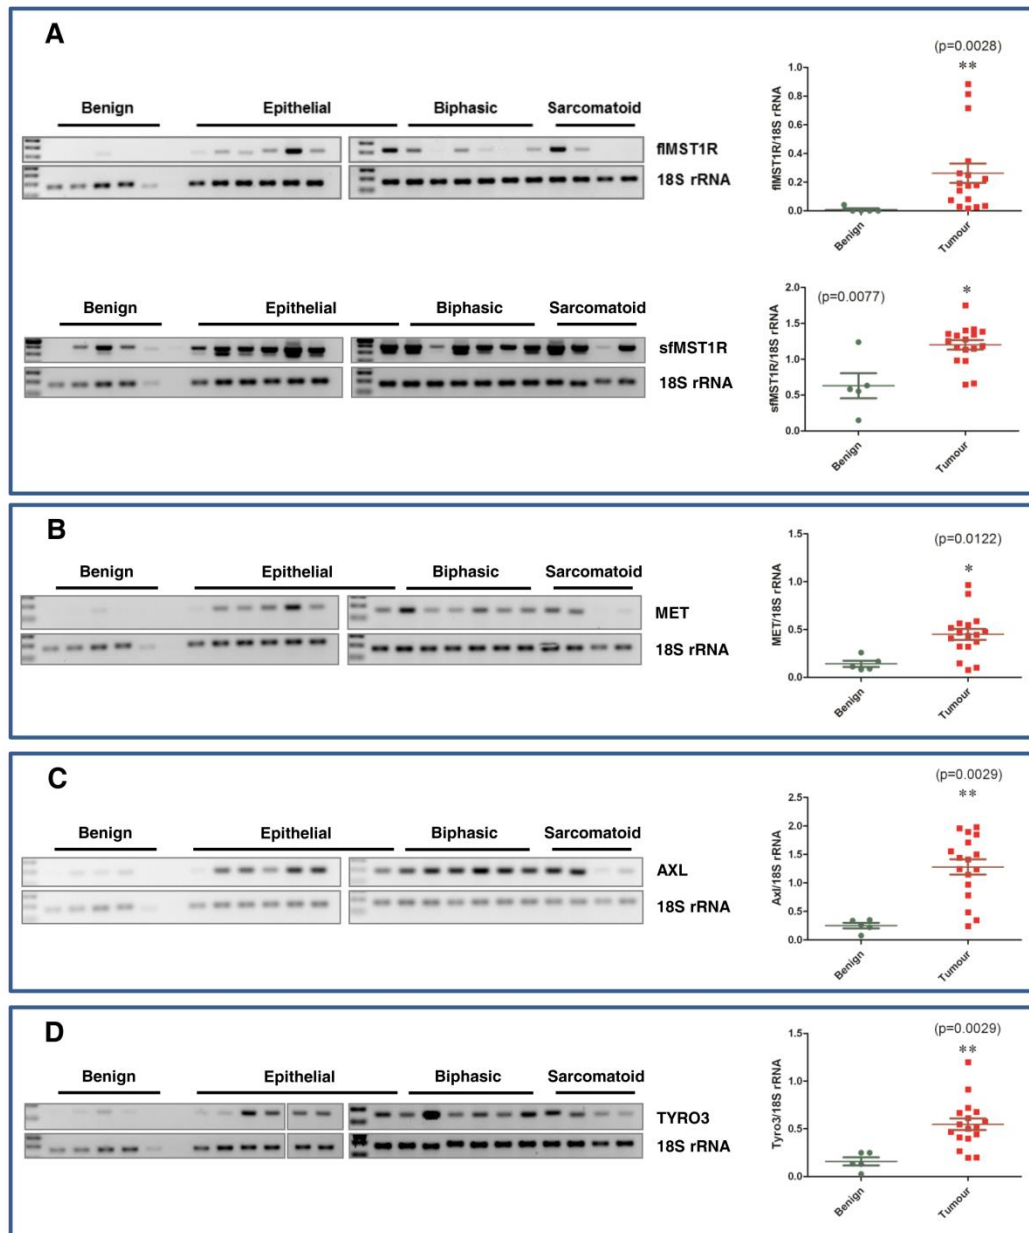 A
Benign Epithelial Biphasic Sarcomatoid
flMST1R
18S rRNA
(p=0.0028)
**
flMST1R/18S rRNA
1.0
0.8
0.6
0.4
0.2
0.0
Benign
Tumour
Benign Epithelial Biphasic Sarcomatoid
sfMST1R
18S rRNA
(p=0.0077)
*
sfMST1R/18S rRNA
2.0
1.5
1.0
0.5
0.0
Benign
Tumour
B
Benign Epithelial Biphasic Sarcomatoid
MET
18S rRNA
(p=0.0122)
*
MET/18S rRNA
1.5
1.0
0.5
0.0
Benign
Tumour
C
Benign Epithelial Biphasic Sarcomatoid
AXL
18S rRNA
(p=0.0029)
**
Axl/18S rRNA
2.5
2.0
1.5
1.0
0.5
0.0
Benign
Tumour
D
Benign Epithelial Biphasic Sarcomatoid
TYRO3
18S rRNA
(p=0.0029)
**
Tyro3/18S rRNA
1.5
1.0
0.5
0.0
Benign
Tumour